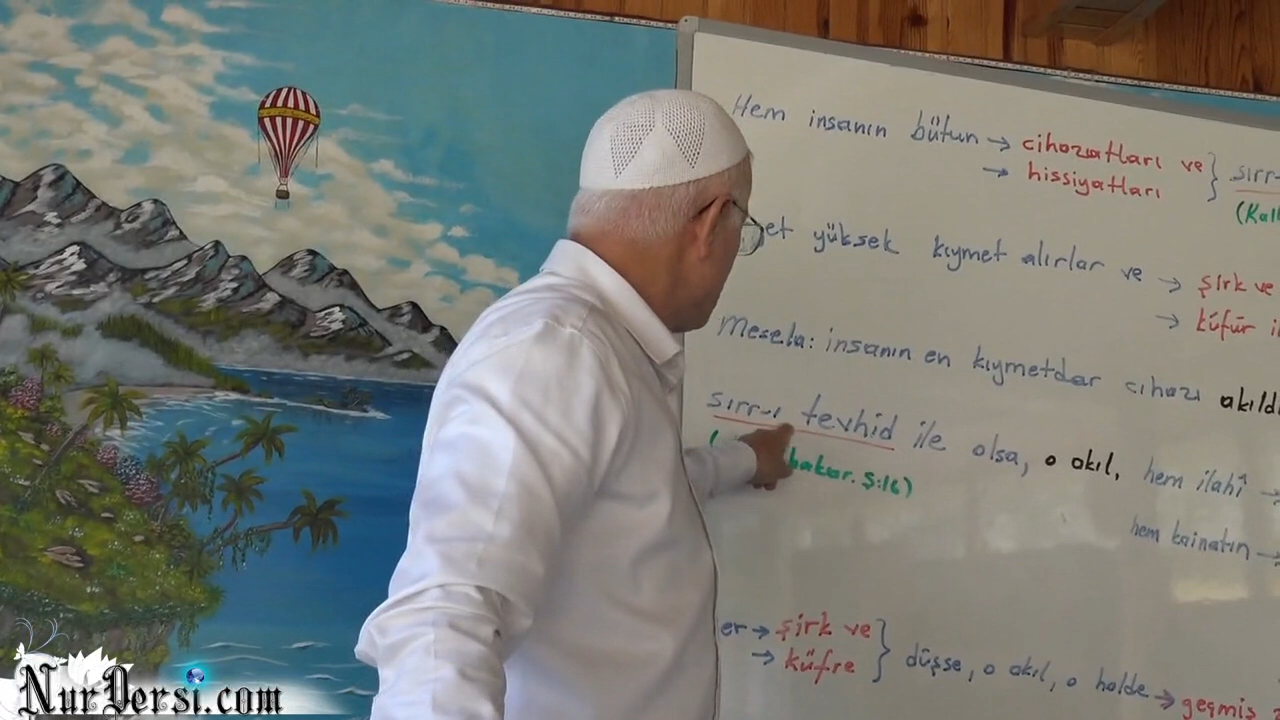 Hem insanın bütün → cihazatları ve } sırr-
→ hissiyatları
et yüksek kıymet alırlar ve → şirk ve
→ küfür
Mesela: insanın en kıymetdar cihazı akıldı
sırr-ı tevhid ile olsa, o akıl, hem ilahî →
bakar. Ş:16)
hem kainatın →
er → şirk ve } düşse, o akıl, o halde → geçmiş
→ küfre
NurDersi.com